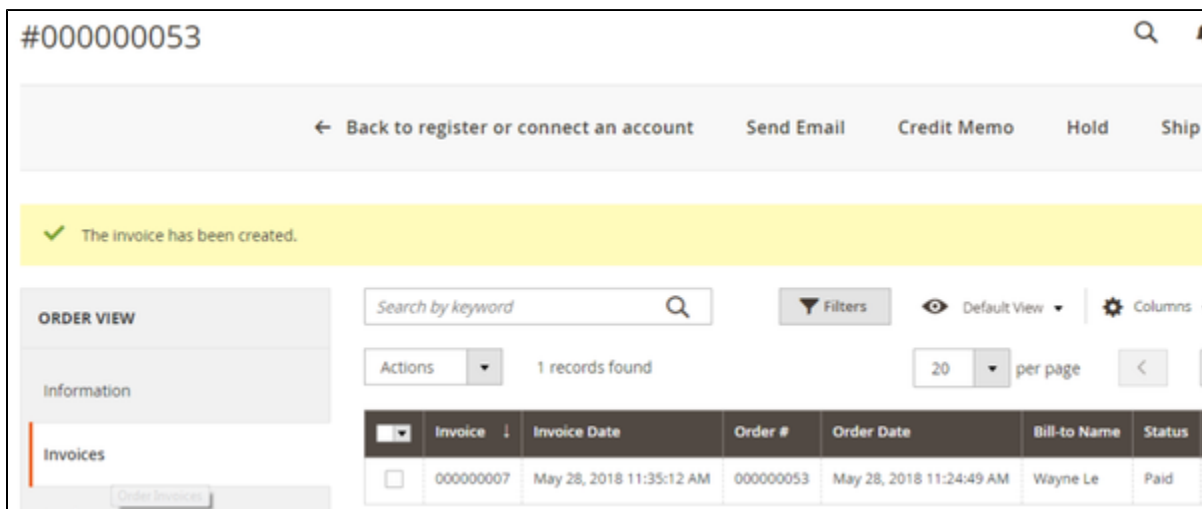 #000000053
← Back to register or connect an account Send Email Credit Memo Hold Ship
The invoice has been created.
ORDER VIEW
Search by keyword Filters Default View Columns
Actions 1 records found 20 per page
Information
Invoice ↓ Invoice Date Order # Order Date Bill-to Name Status
Invoices
000000007 May 28, 2018 11:35:12 AM 000000053 May 28, 2018 11:24:49 AM Wayne Le Paid
Order Invoices